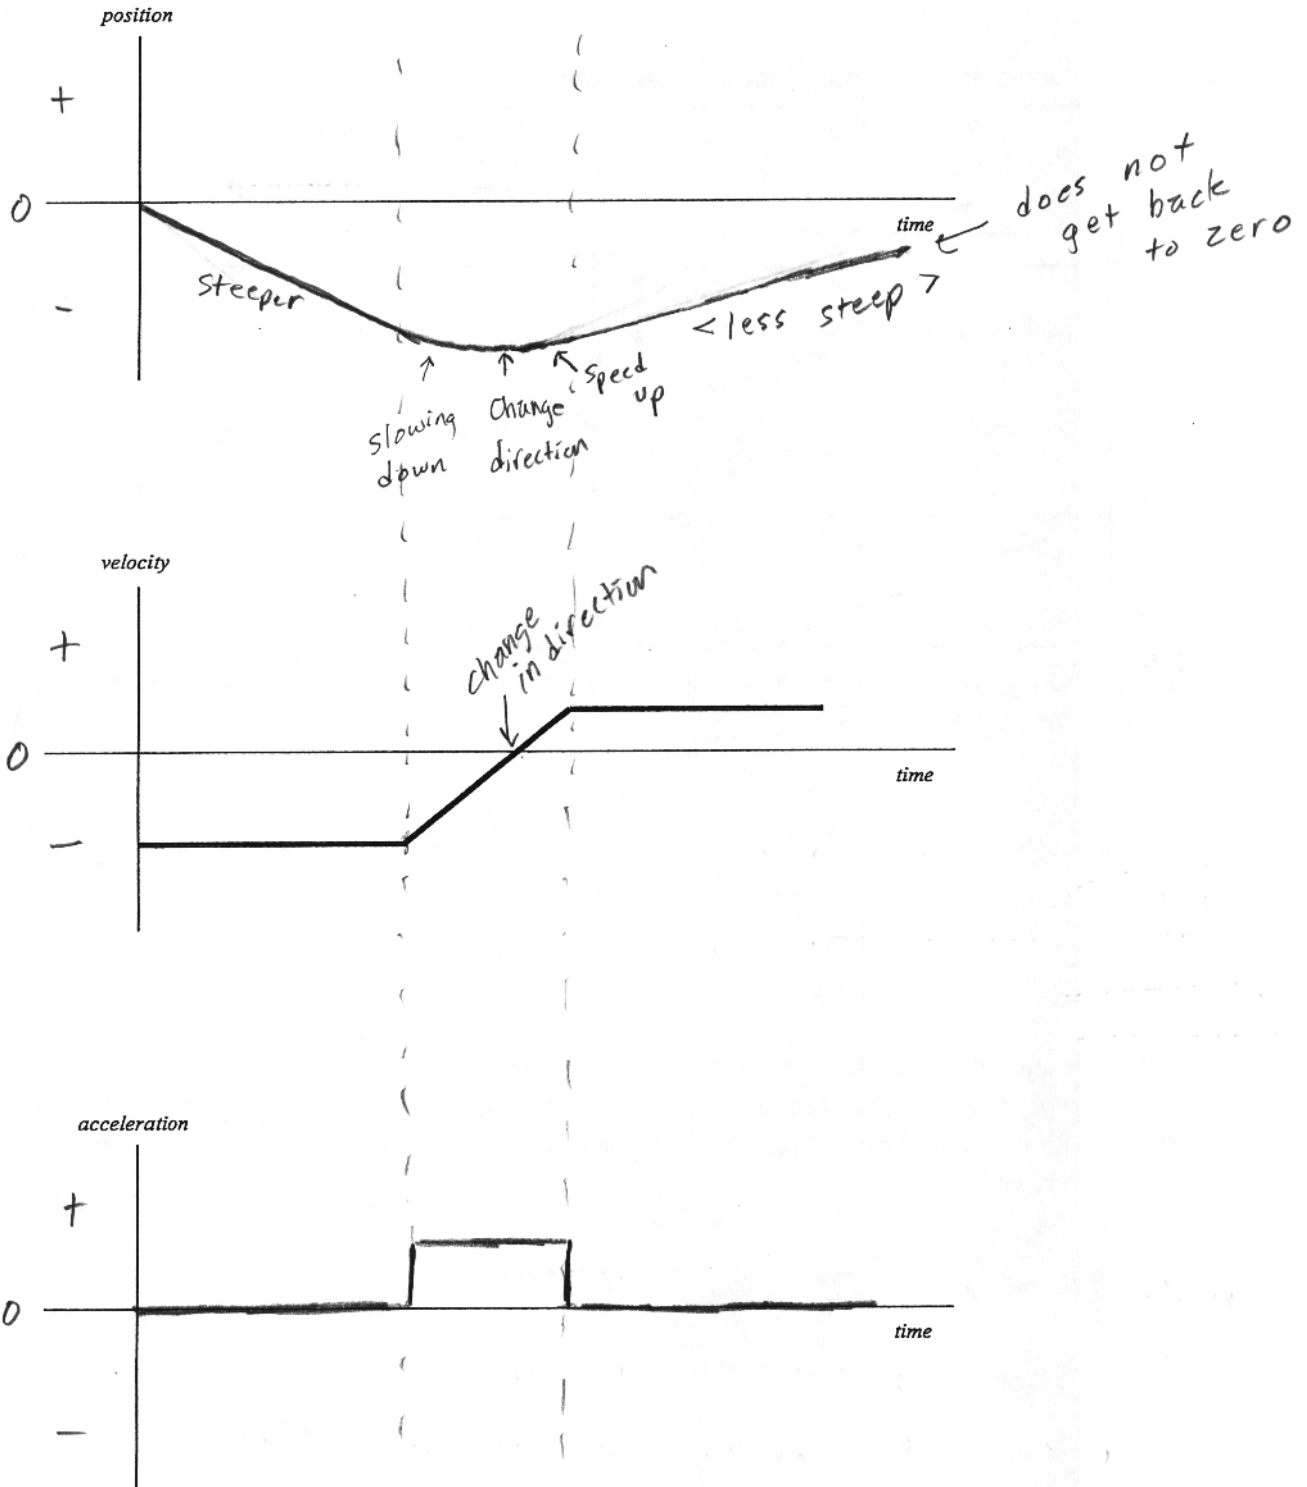 position
+
0
time
-
does not
get back
to zero
Steeper
< less steep >
Slowing
down
Change
direction
Speed
up
velocity
+
change
in direction
0
time
-
acceleration
+
0
time
-